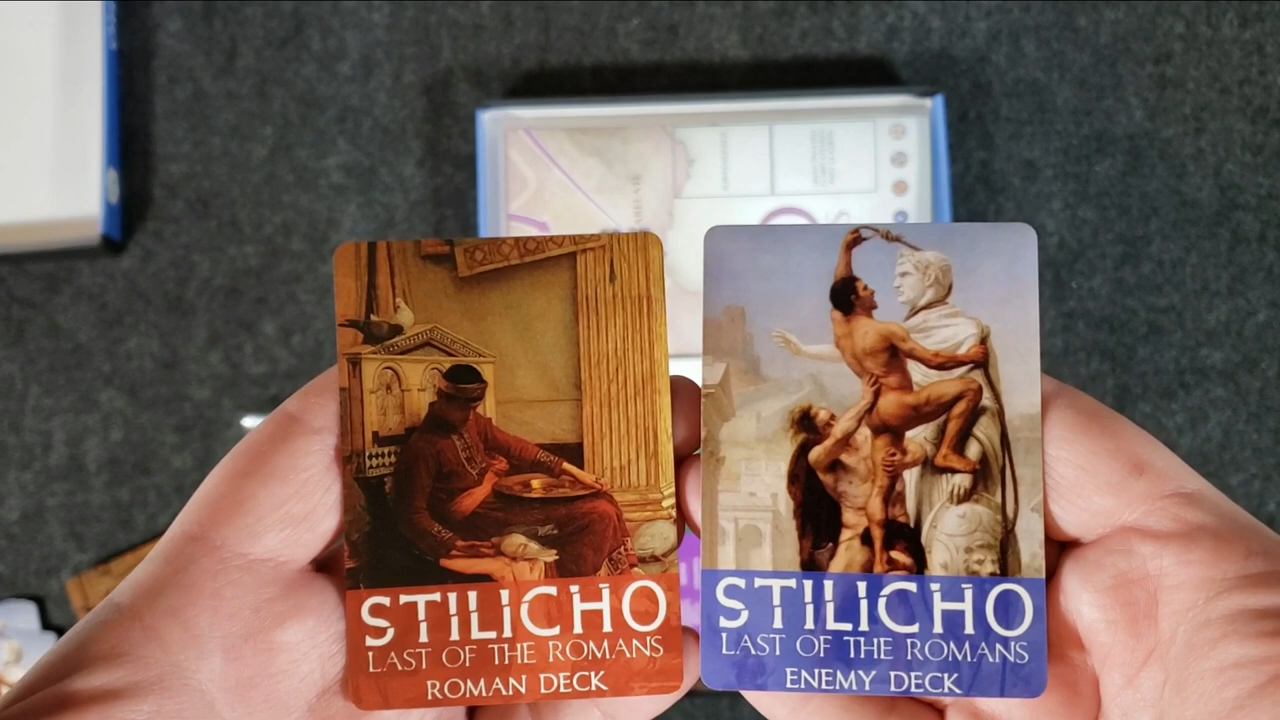 STILICHO
LAST OF THE ROMANS
ROMAN DECK
STILICHO
LAST OF THE ROMANS
ENEMY DECK